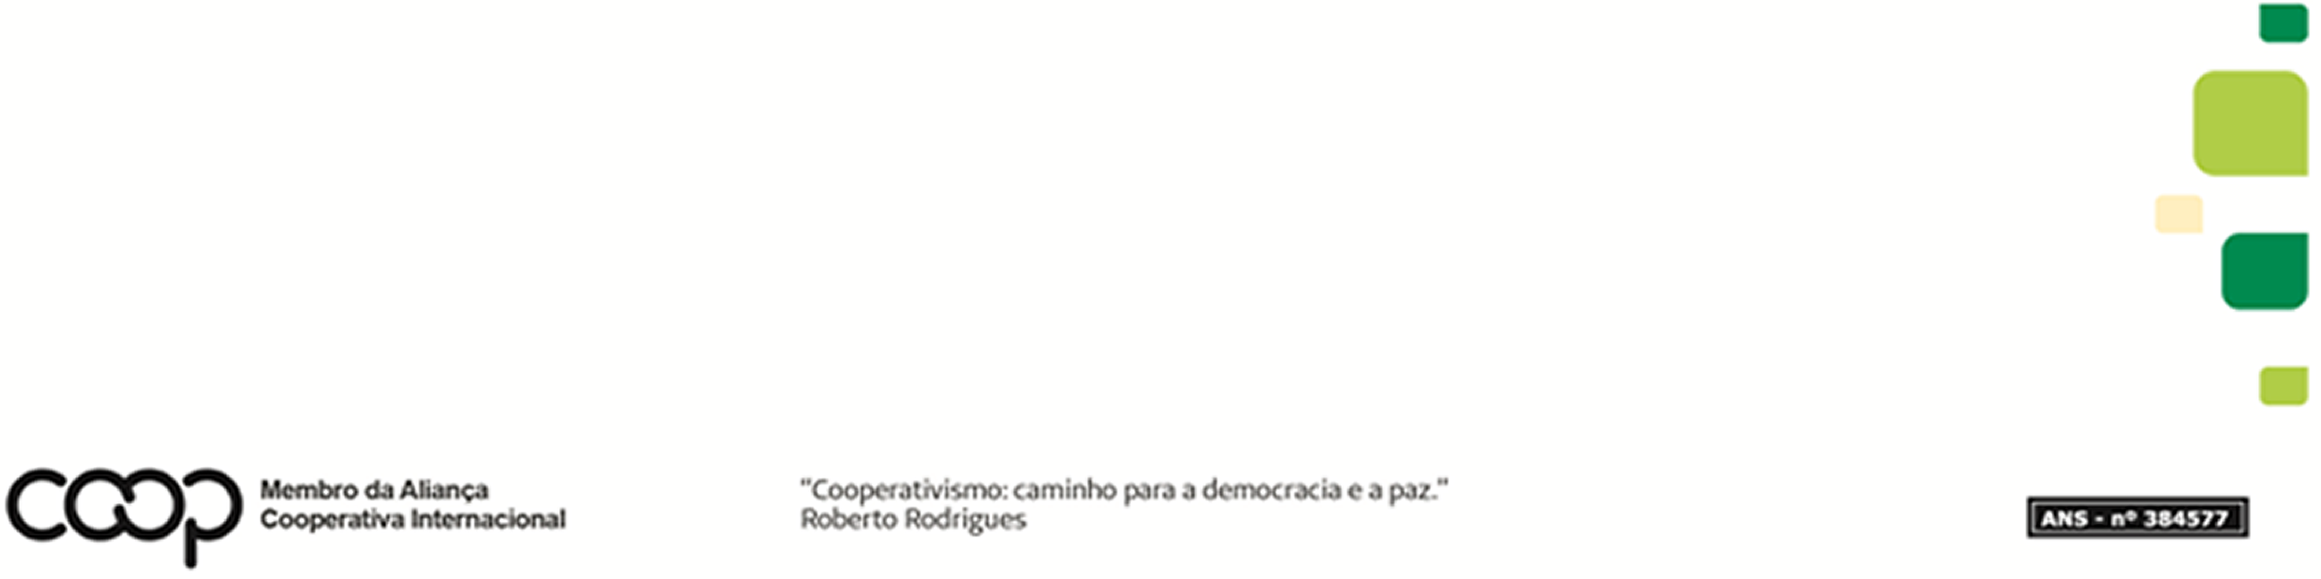 coop
Membro da Aliança
Cooperativa Internacional
"Cooperativismo: caminho para a democracia e a paz."
Roberto Rodrigues
ANS - nº 384577